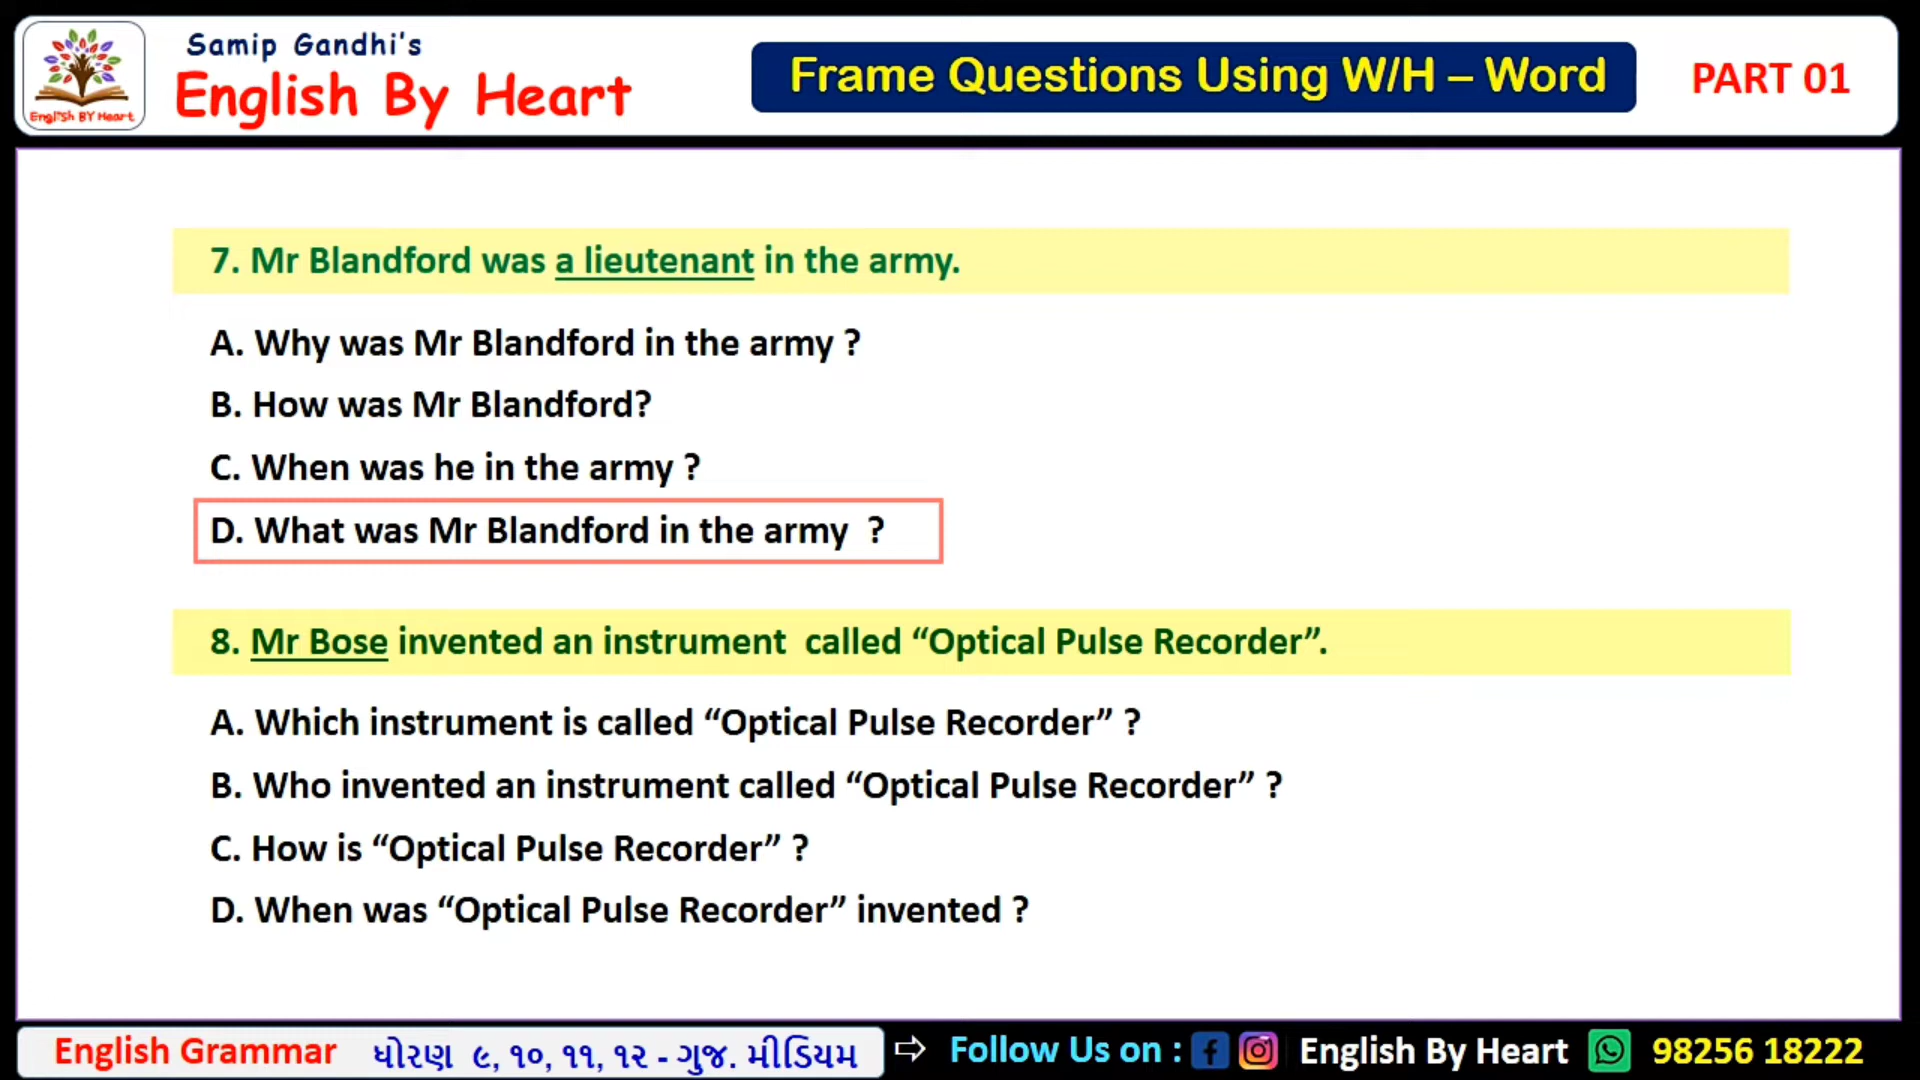 Samip Gandhi's
English By Heart
English BY Heart
Frame Questions Using W/H – Word
PART 01
7. Mr Blandford was a lieutenant in the army.
A. Why was Mr Blandford in the army ?
B. How was Mr Blandford?
C. When was he in the army ?
D. What was Mr Blandford in the army  ?
8. Mr Bose invented an instrument  called “Optical Pulse Recorder”.
A. Which instrument is called “Optical Pulse Recorder” ?
B. Who invented an instrument called “Optical Pulse Recorder” ?
C. How is “Optical Pulse Recorder” ?
D. When was “Optical Pulse Recorder” invented ?
English Grammar ધોરણ ૯, ૧૦, ૧૧, ૧૨ - ગુજ. મીડિયમ ⇨ Follow Us on : English By Heart 98256 18222